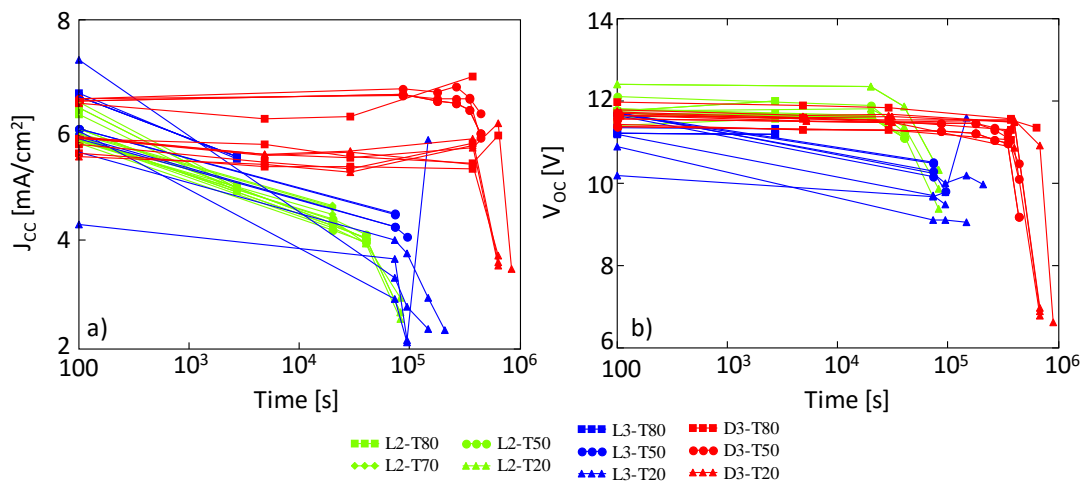 8
6
4
2
J_CC [mA/cm²]
a)
100
10³
10⁴
10⁵
10⁶
Time [s]
14
12
10
8
6
V_OC [V]
b)
100
10³
10⁴
10⁵
10⁶
Time [s]
L2-T80
L2-T50
L3-T80
D3-T80
L2-T70
L2-T20
L3-T50
D3-T50
L3-T20
D3-T20